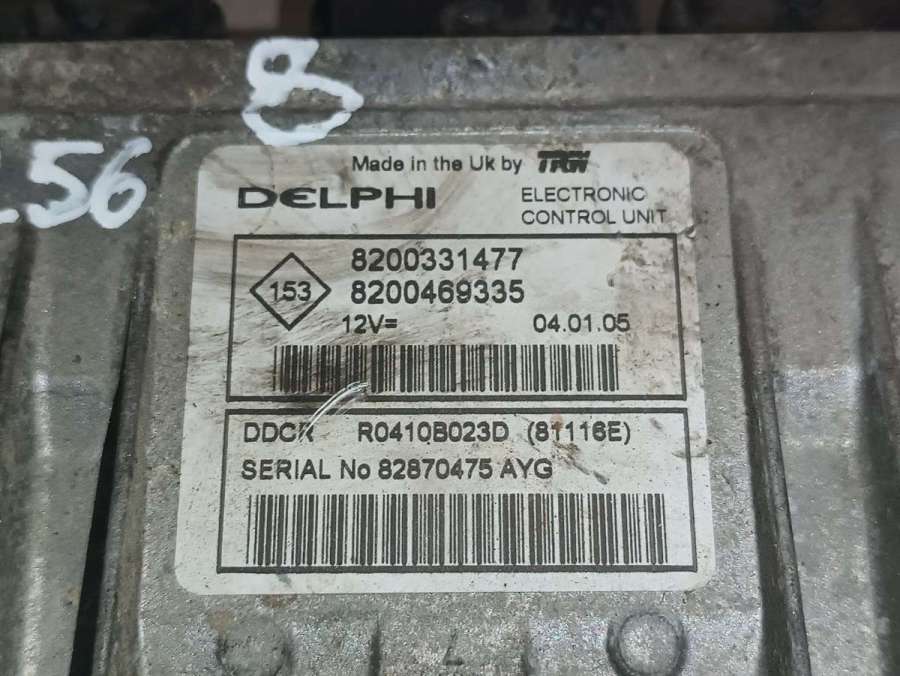 8
56
Made in the Uk by TRW
DELPHI
ELECTRONIC
CONTROL UNIT
8200331477
153
8200469335
12V= 04.01.05
DDCR R0410B023D (81116E)
SERIAL No 82870475 AYG